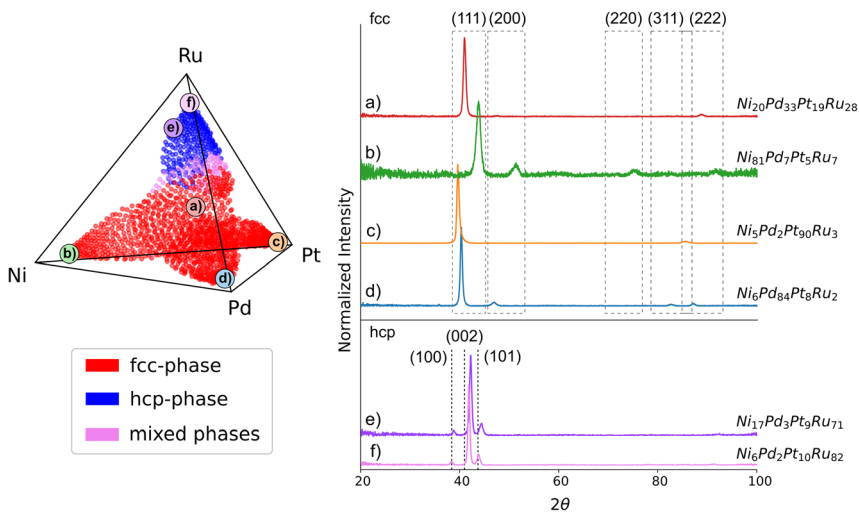 Ru
f)
e)
a)
b)
c)
d)
Ni
Pt
Pd
fcc-phase
hcp-phase
mixed phases
Normalized Intensity
fcc (111) (200) (220) (311) (222)
a) Ni₂₀Pd₃₃Pt₁₉Ru₂₈
b) Ni₈₁Pd₇Pt₅Ru₇
c) Ni₅Pd₂Pt₉₀Ru₃
d) Ni₆Pd₈₄Pt₈Ru₂
hcp
(002)
(100) (101)
e) Ni₁₇Pd₃Pt₉Ru₇₁
f) Ni₆Pd₂Pt₁₀Ru₈₂
20 40 60 80 100
2θ